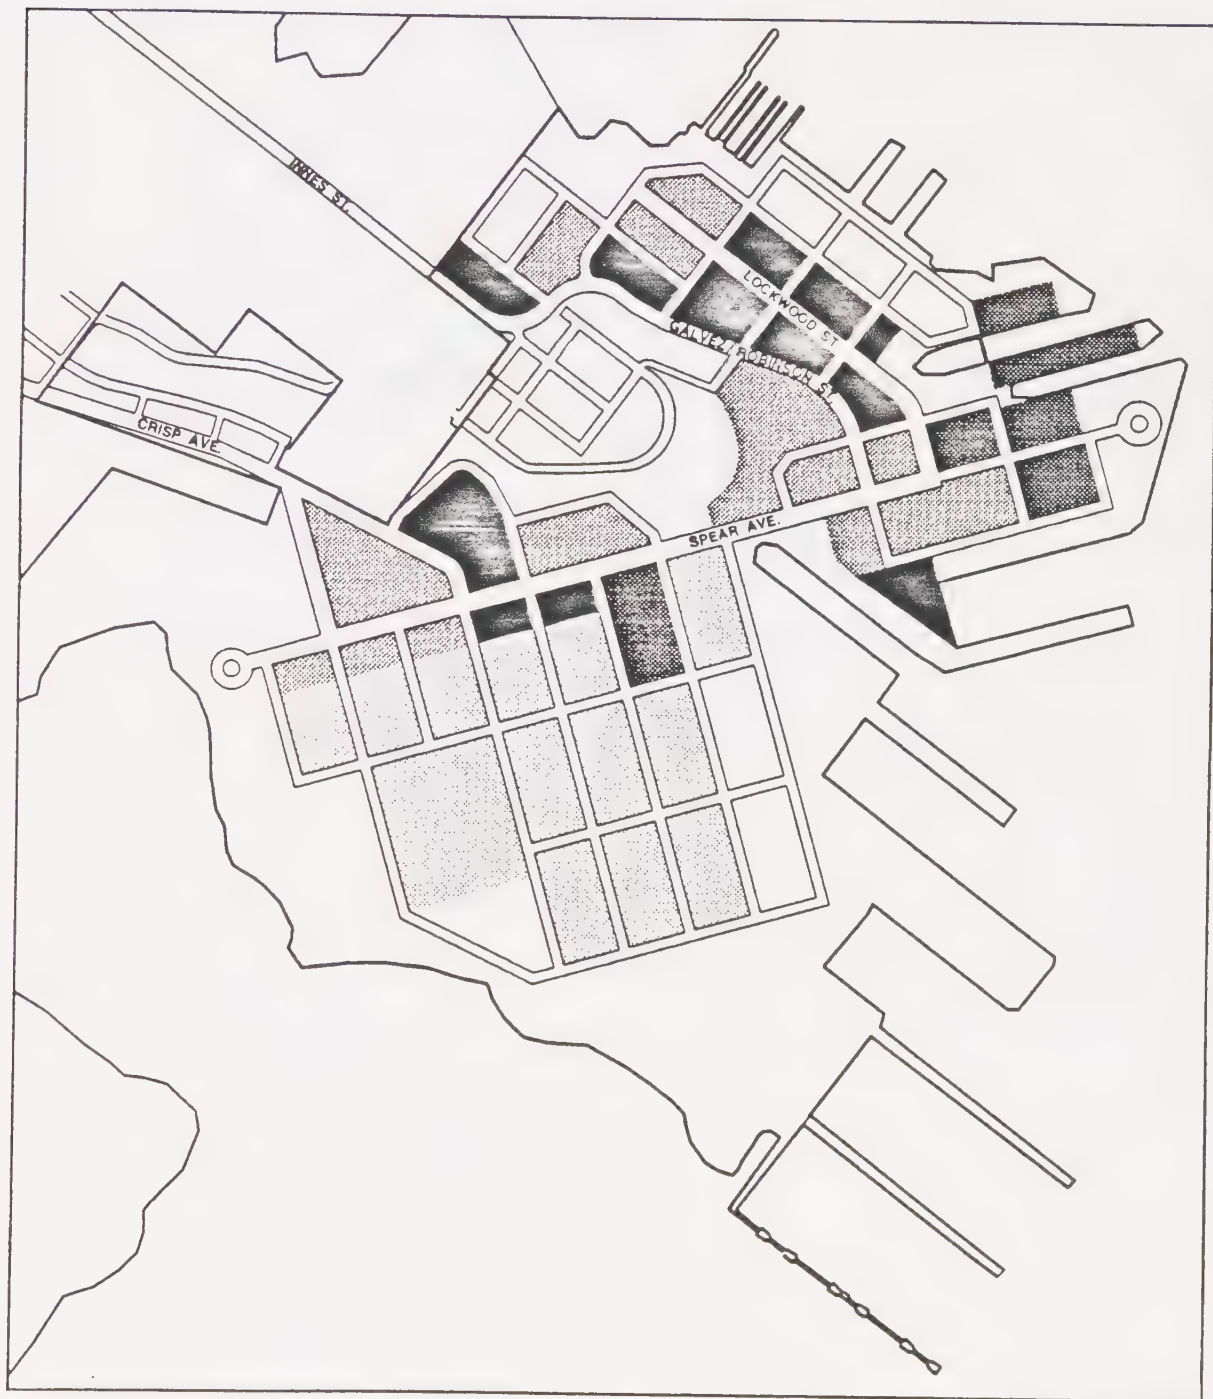 INNES ST.
LOCKWOOD ST
GALVEZ/ROBINSON ST.
CRISP AVE.
SPEAR AVE.